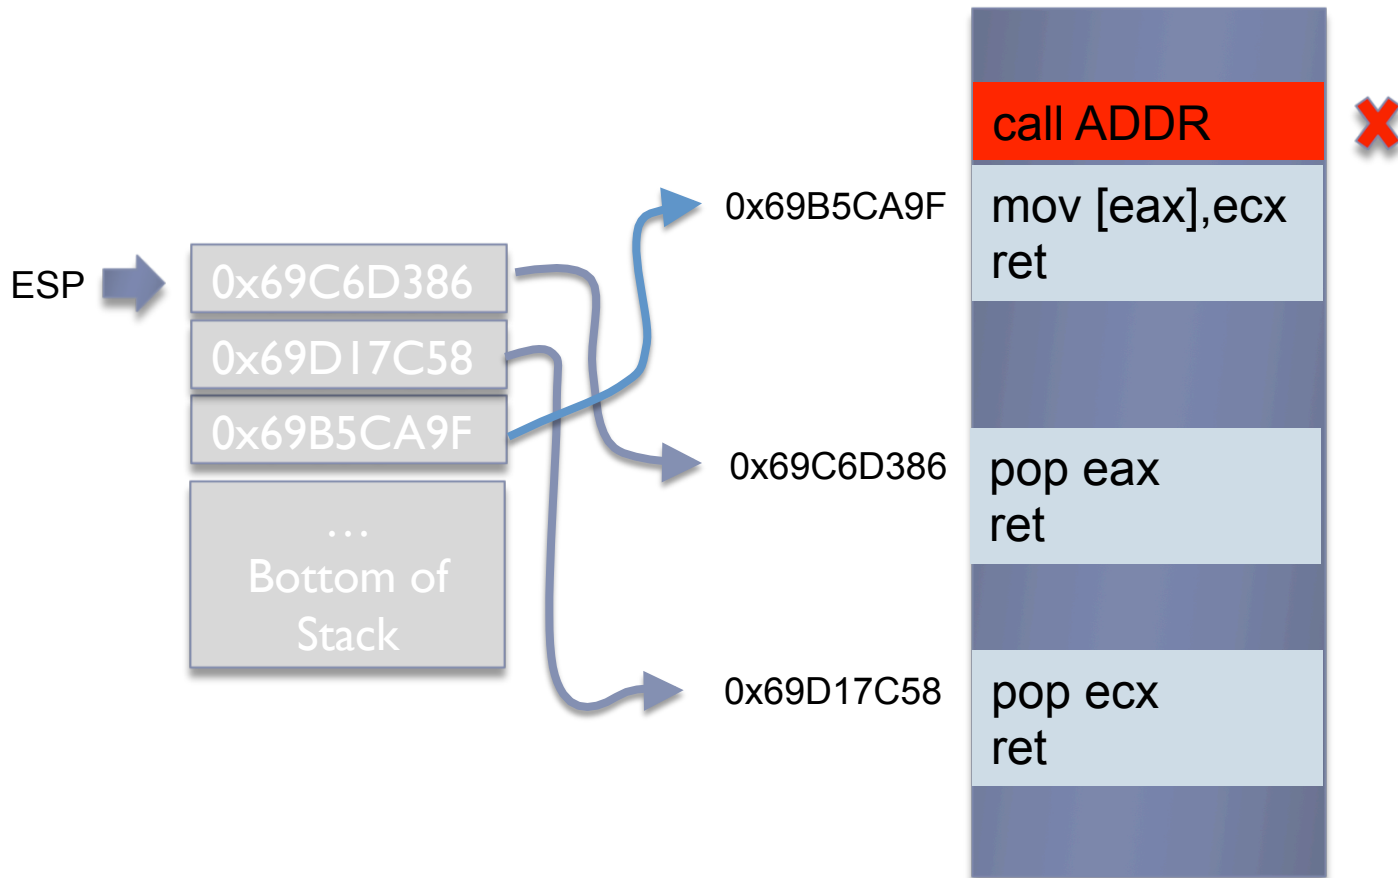 ESP
0x69C6D386
0x69D17C58
0x69B5CA9F
…
Bottom of
Stack
0x69B5CA9F
0x69C6D386
0x69D17C58
call ADDR
mov [eax],ecx
ret
pop eax
ret
pop ecx
ret